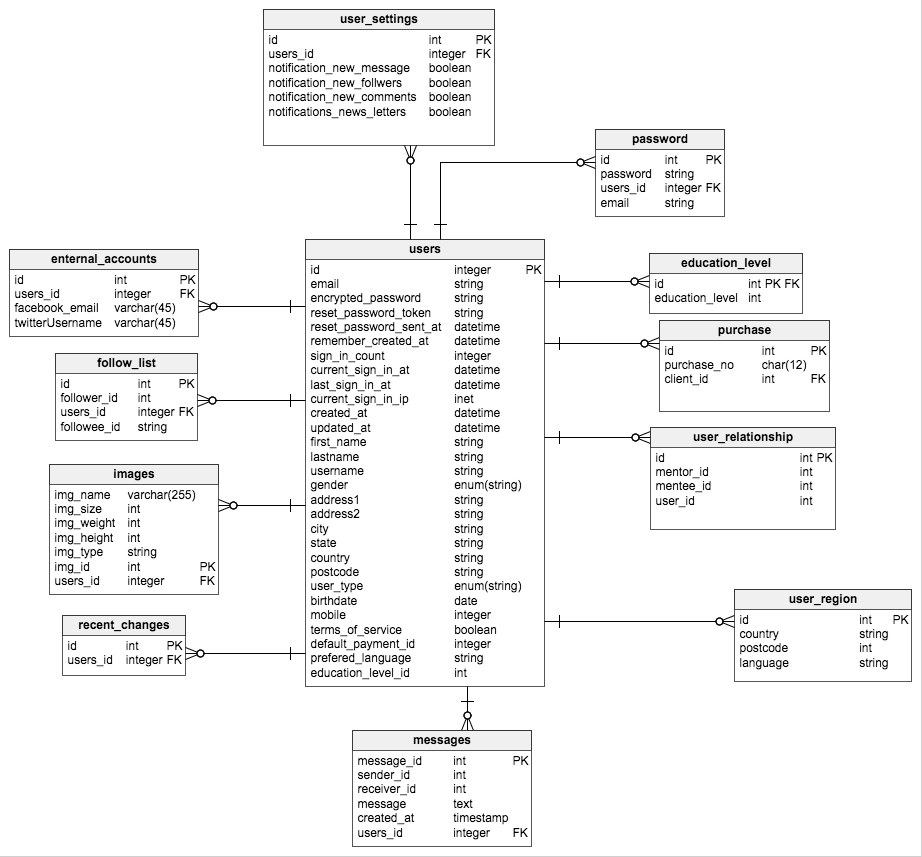 user_settings
id int PK
users_id integer FK
notification_new_message boolean
notification_new_follwers boolean
notification_new_comments boolean
notifications_news_letters boolean
password
id int PK
password string
users_id integer FK
email string
users
id integer PK
email string
encrypted_password string
reset_password_token string
reset_password_sent_at datetime
remember_created_at datetime
sign_in_count integer
current_sign_in_at datetime
last_sign_in_at datetime
current_sign_in_ip inet
created_at datetime
updated_at datetime
first_name string
lastname string
username string
gender enum(string)
address1 string
address2 string
city string
state string
country string
postcode string
user_type enum(string)
birthdate date
mobile integer
terms_of_service boolean
default_payment_id integer
prefered_language string
education_level_id int
enternal_accounts
id int PK
users_id integer FK
facebook_email varchar(45)
twitterUsername varchar(45)
follow_list
id int PK
follower_id int
users_id integer FK
followee_id string
images
img_name varchar(255)
img_size int
img_weight int
img_height int
img_type string
img_id int PK
users_id integer FK
recent_changes
id int PK
users_id integer FK
education_level
id int PK FK
education_level int
purchase
id int PK
purchase_no char(12)
client_id int FK
user_relationship
id int PK
mentor_id int
mentee_id int
user_id int
user_region
id int PK
country string
postcode int
language string
messages
message_id int PK
sender_id int
receiver_id int
message text
created_at timestamp
users_id integer FK